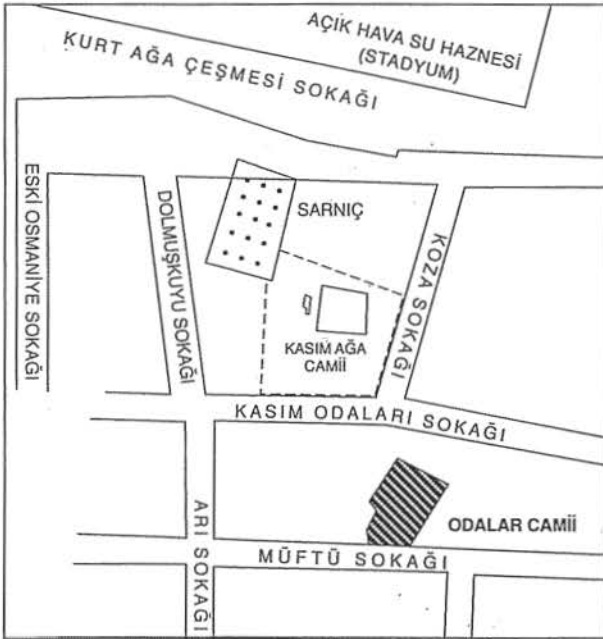 AÇIK HAVA SU HAZNESİ
(STADYUM)
KURT AĞA ÇEŞMESİ SOKAĞI
ESKİ OSMANİYE SOKAĞI
DOLMUŞKUYU SOKAĞI
SARNIÇ
KOZA SOKAĞI
KASIM AĞA
CAMİİ
KASIM ODALARI SOKAĞI
ARI SOKAĞI
ODALAR CAMİİ
MÜFTÜ SOKAĞI